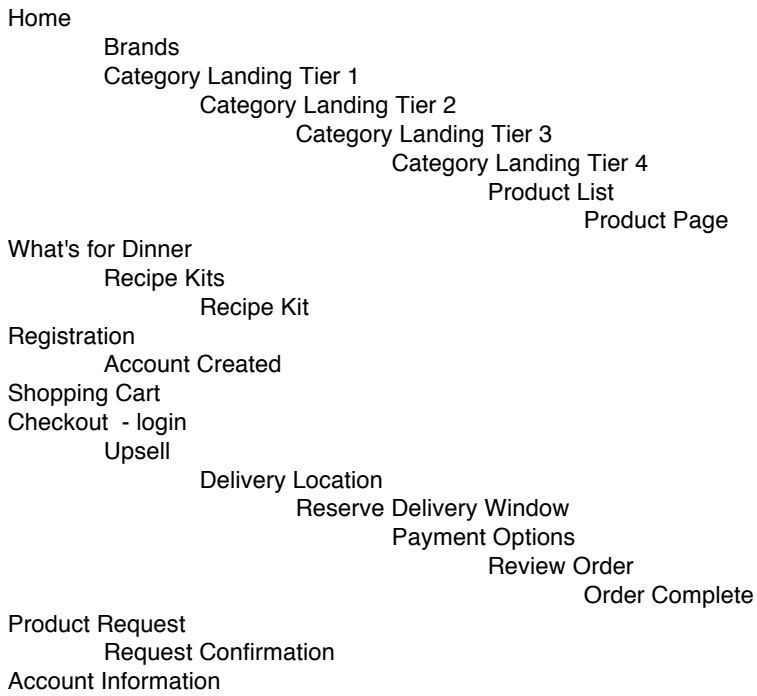 Home
Brands
Category Landing Tier 1
Category Landing Tier 2
Category Landing Tier 3
Category Landing Tier 4
Product List
Product Page
What's for Dinner
Recipe Kits
Recipe Kit
Registration
Account Created
Shopping Cart
Checkout  - login
Upsell
Delivery Location
Reserve Delivery Window
Payment Options
Review Order
Order Complete
Product Request
Request Confirmation
Account Information